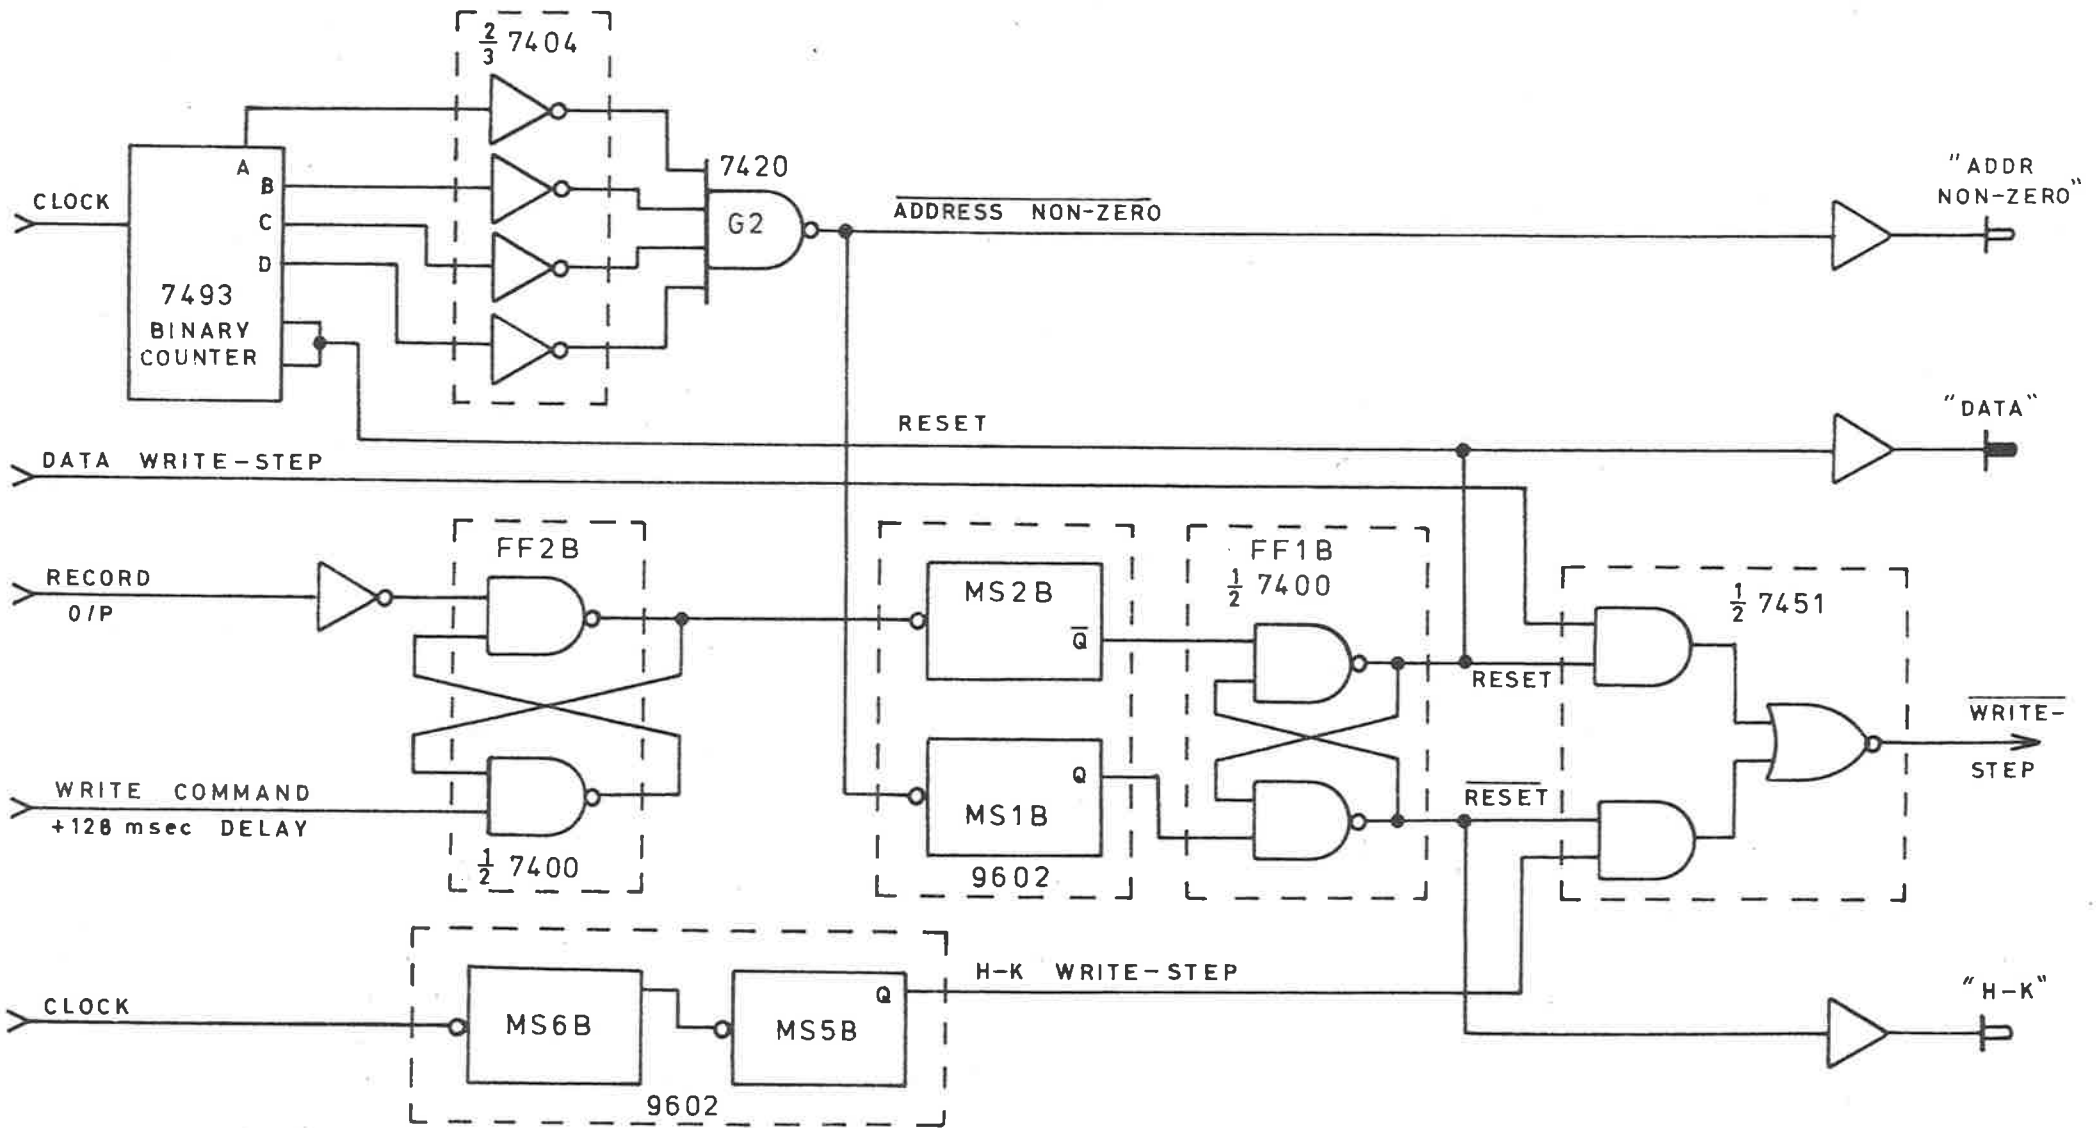 2/3 7404
A
B
C
D
CLOCK
7493
BINARY
COUNTER
7420
G2
ADDRESS NON-ZERO
"ADDR
NON-ZERO"
RESET
"DATA"
DATA WRITE-STEP
RECORD
O/P
FF2B
MS2B
Q
FF1B
1/2 7400
1/2 7451
RESET
WRITE-
STEP
WRITE COMMAND
+128 msec DELAY
1/2 7400
Q
MS1B
9602
RESET
H-K WRITE-STEP
"H-K"
CLOCK
MS6B
Q
MS5B
9602